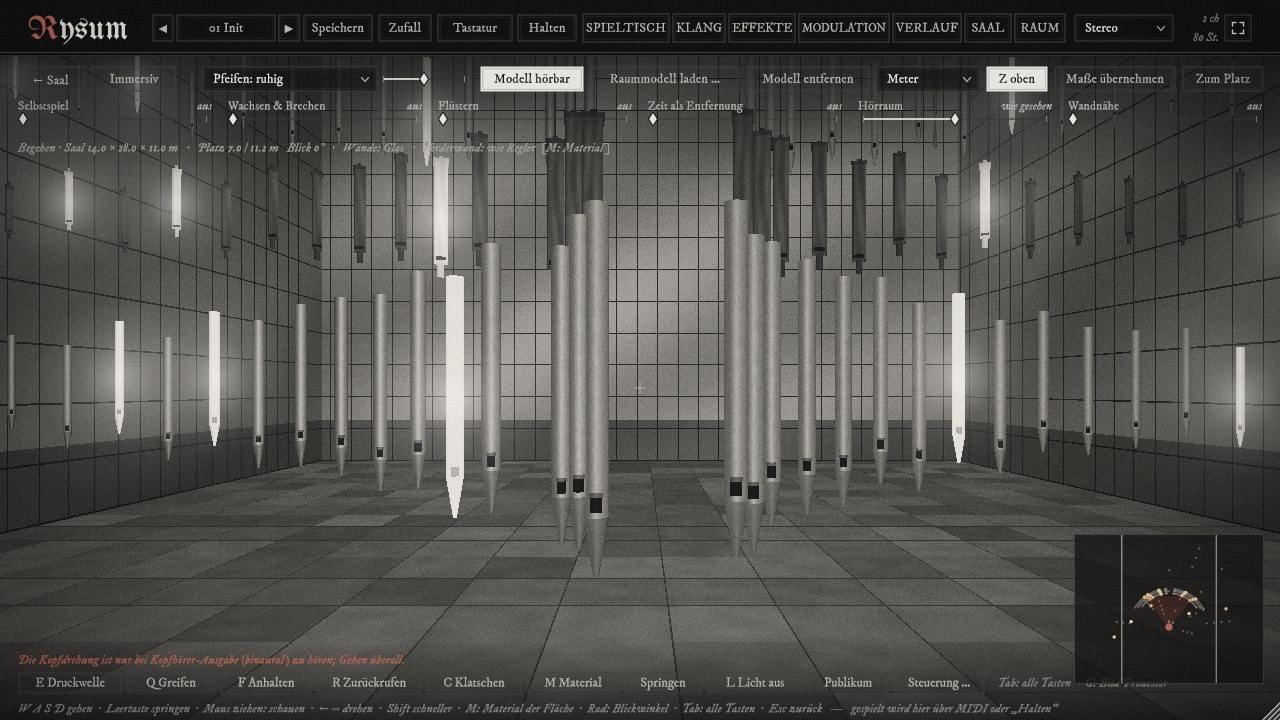 Rysum ◀ 01 Init ▶ Speichern Zufall Tastatur Halten SPIELTISCH KLANG EFFEKTE MODULATION VERLAUF SAAL RAUM Stereo 2 ch
80 St.
← Saal Immersiv Pfeifen: ruhig Modell hörbar Raummodell laden ... Modell entfernen Meter Z oben Maße übernehmen Zum Platz
Selbstspiel aus Wachsen & Brechen aus Flüstern aus Zeit als Entfernung aus Hörraum wie gesehen Wandnähe aus
Begehen · Saal 14.0 × 28.0 × 11.0 m · Platz 7.0 / 11.2 m Blick 0° · Wände: Glas · Vorderwand: wie Regler [M: Material]
Die Kopfdrehung ist nur bei Kopfhörer-Ausgabe (binaural) zu hören; Gehen überall.
E Druckwelle Q Greifen F Anhalten R Zurückrufen C Klatschen M Material Springen L Licht aus Publikum Steuerung ... Tab: alle Tasten · G: Bild-Prozessor
W A S D gehen · Leertaste springen · Maus ziehen: schauen · ←→ drehen · Shift schneller · M: Material der Fläche · Rad: Blickwinkel · Tab: alle Tasten · Esc zurück — gespielt wird hier über MIDI oder „Halten“